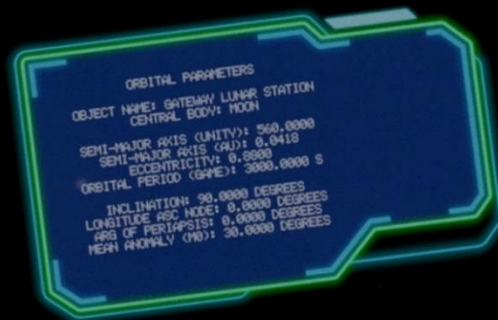 ORBITAL PARAMETERS
OBJECT NAME: GATEWAY LUNAR STATION
CENTRAL BODY: MOON
SEMI-MAJOR AXIS (UNITY): 560.0000
SEMI-MAJOR AXIS (AU): 0.0418
ECCENTRICITY: 0.8800
ORBITAL PERIOD (GAME): 3000.0000 S
INCLINATION: 90.0000 DEGREES
LONGITUDE ASC NODE: 0.0000 DEGREES
ARG OF PERIAPSIS: 0.0000 DEGREES
MEAN ANOMALY (M0): 30.0000 DEGREES